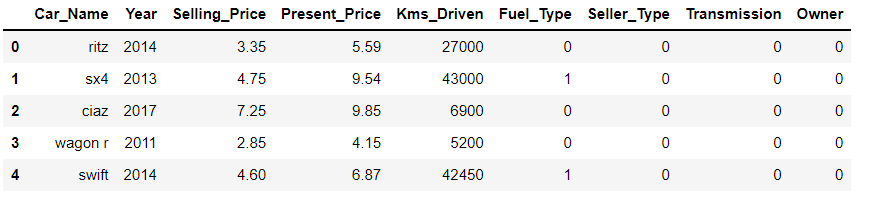 Car_Name Year Selling_Price Present_Price Kms_Driven Fuel_Type Seller_Type Transmission Owner
0 ritz 2014 3.35 5.59 27000 0 0 0 0
1 sx4 2013 4.75 9.54 43000 1 0 0 0
2 ciaz 2017 7.25 9.85 6900 0 0 0 0
3 wagon r 2011 2.85 4.15 5200 0 0 0 0
4 swift 2014 4.60 6.87 42450 1 0 0 0